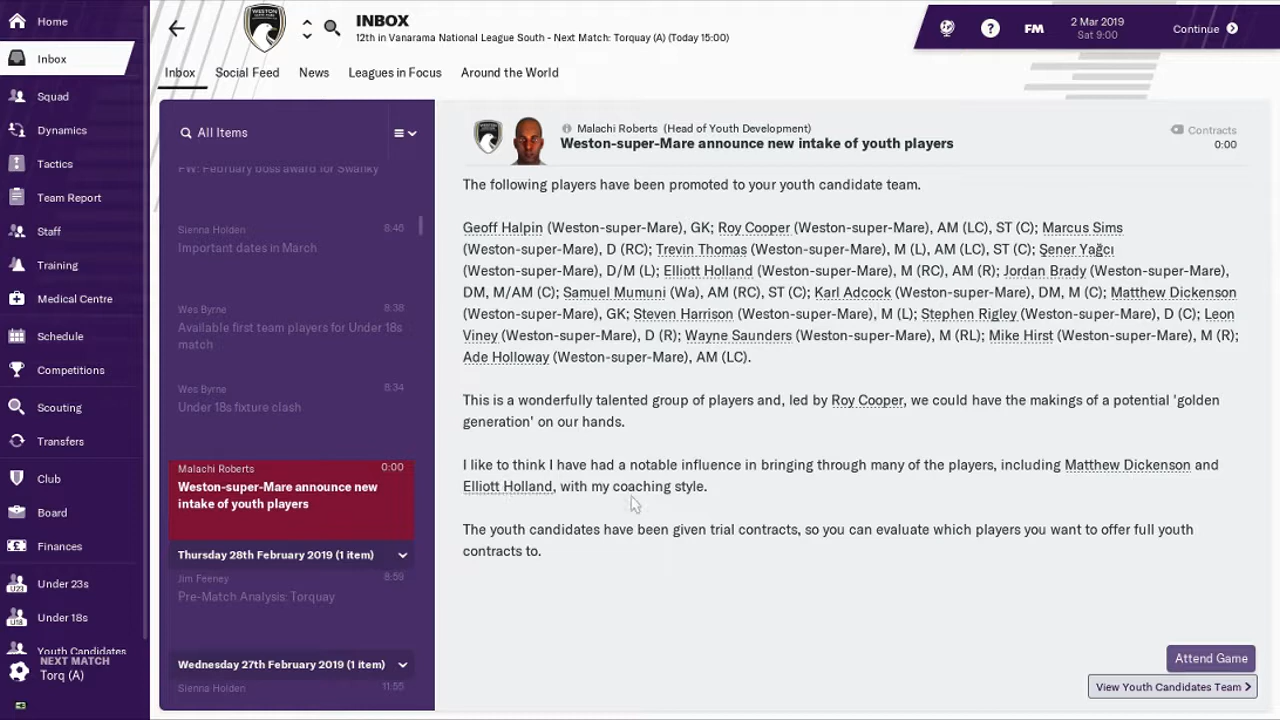 Home
Inbox
Squad
Dynamics
Tactics
Team Report
Staff
Training
Medical Centre
Schedule
Competitions
Scouting
Transfers
Club
Board
Finances
U23
Under 23s
U18
Under 18s
Youth Candidates
NEXT MATCH
Torq (A)
INBOX
12th in Vanarama National League South - Next Match: Torquay (A) (Today 15:00)
?
FM
2 Mar 2019
Sat 9:00
Continue
Inbox
Social Feed
News
Leagues in Focus
Around the World
All Items
FW: February boss award for Swanky
Sienna Holden
8:46
Important dates in March
Wes Byrne
8:38
Available first team players for Under 18s
match
Wes Byrne
8:34
Under 18s fixture clash
Malachi Roberts
0:00
Weston-super-Mare announce new
intake of youth players
Thursday 28th February 2019 (1 item)
Jim Feeney
8:59
Pre-Match Analysis: Torquay
Wednesday 27th February 2019 (1 item)
Sienna Holden
11:55
Malachi Roberts (Head of Youth Development)
Weston-super-Mare announce new intake of youth players
Contracts
0:00
The following players have been promoted to your youth candidate team.
Geoff Halpin (Weston-super-Mare), GK; Roy Cooper (Weston-super-Mare), AM (LC), ST (C); Marcus Sims
(Weston-super-Mare), D (RC); Trevin Thomas (Weston-super-Mare), M (L), AM (LC), ST (C); Şener Yağcı
(Weston-super-Mare), D/M (L); Elliott Holland (Weston-super-Mare), M (RC), AM (R); Jordan Brady (Weston-super-Mare),
DM, M/AM (C); Samuel Mumuni (Wa), AM (RC), ST (C); Karl Adcock (Weston-super-Mare), DM, M (C); Matthew Dickenson
(Weston-super-Mare), GK; Steven Harrison (Weston-super-Mare), M (L); Stephen Rigley (Weston-super-Mare), D (C); Leon
Viney (Weston-super-Mare), D (R); Wayne Saunders (Weston-super-Mare), M (RL); Mike Hirst (Weston-super-Mare), M (R);
Ade Holloway (Weston-super-Mare), AM (LC).
This is a wonderfully talented group of players and, led by Roy Cooper, we could have the makings of a potential 'golden
generation' on our hands.
I like to think I have had a notable influence in bringing through many of the players, including Matthew Dickenson and
Elliott Holland, with my coaching style.
The youth candidates have been given trial contracts, so you can evaluate which players you want to offer full youth
contracts to.
Attend Game
View Youth Candidates Team